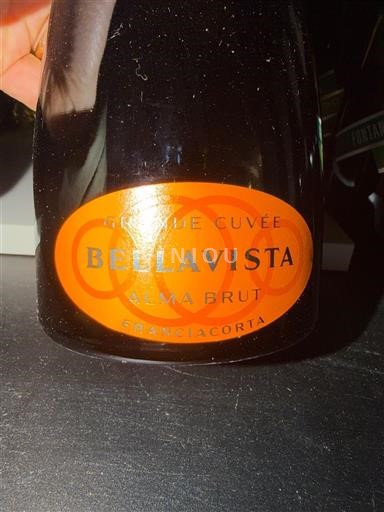 GRANDE CUVÉE
BELLAVISTA
ALMA BRUT
FRANCIACORTA